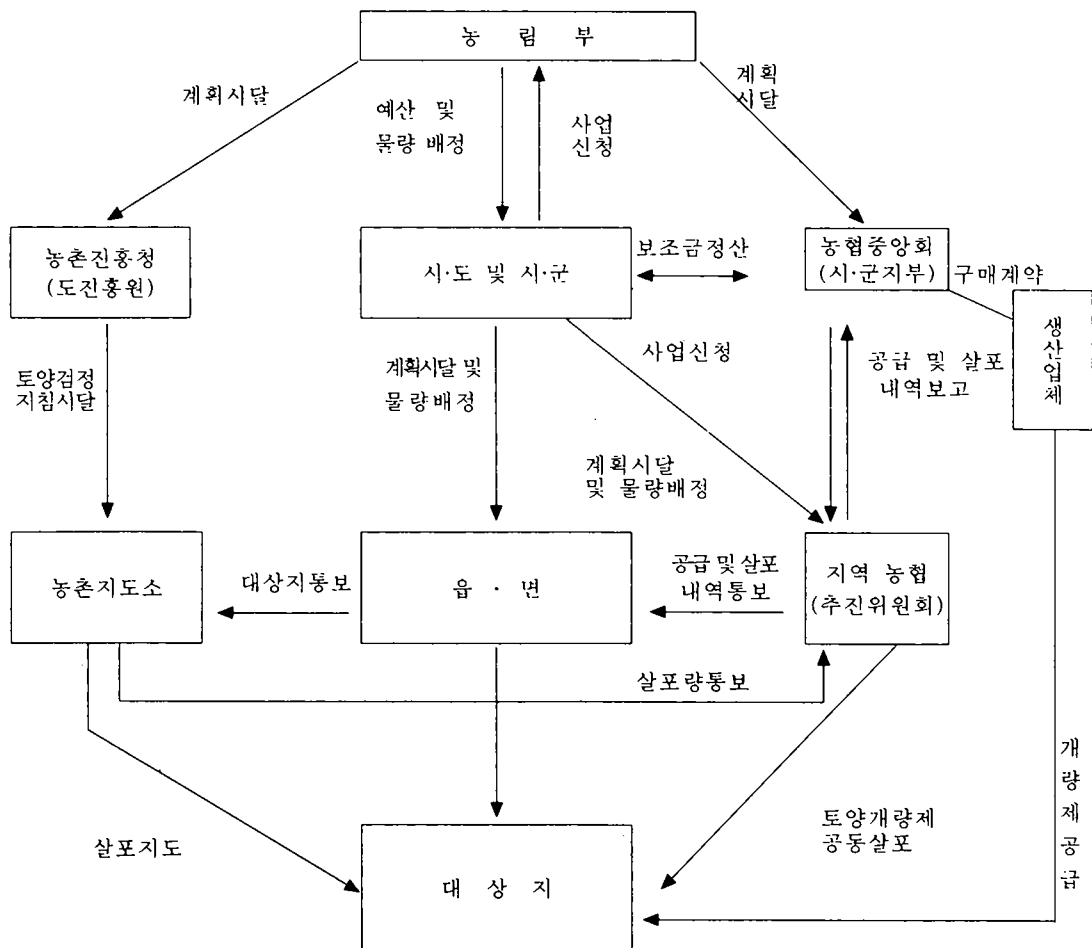 농 림 부
계획시달
예산 및
물량 배정
사업
신청
계획
시달
농촌진흥청
(도진흥원)
시·도 및 시·군
보조금정산
농협중앙회
(시·군지부)
구매계약
생산업체
토양검정
지침시달
계획시달 및
물량배정
사업신청
공급 및 살포
내역보고
계획시달
및 물량배정
농촌지도소
대상지통보
읍 · 면
공급 및 살포
내역통보
지역 농협
(추진위원회)
살포량통보
개량제공급
살포지도
토양개량제
공동살포
대 상 지